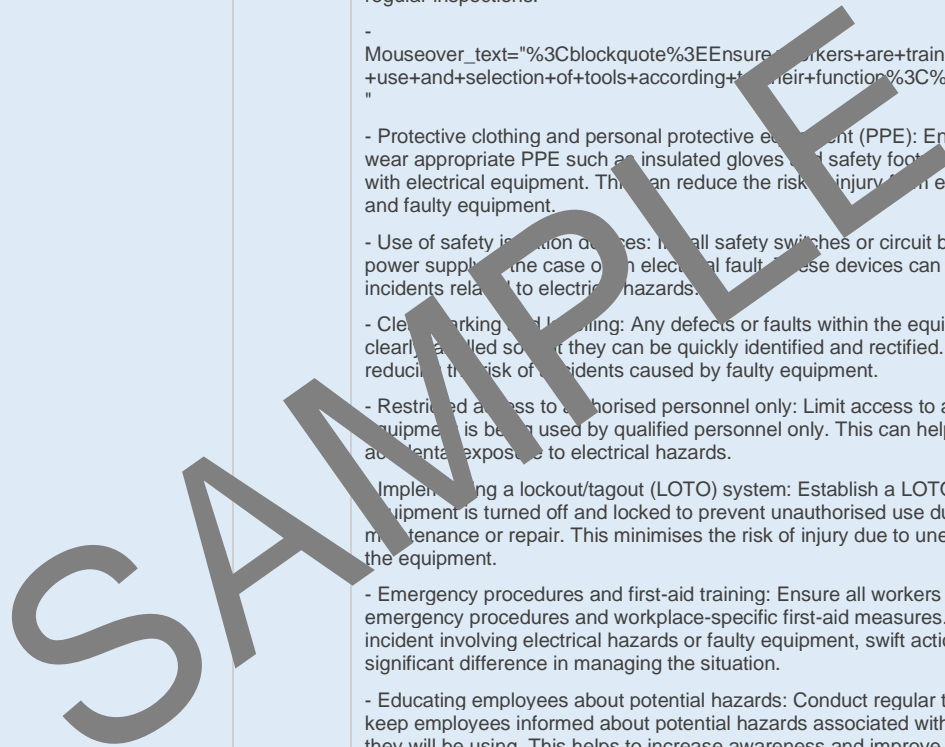 regular inspections.
-
Mouseover_text="%3Cblockquote%3EEnsure workers+are+train
+use+and+selection+of+tools+according+ their+function%3C%
"
- Protective clothing and personal protective equipment (PPE): En
wear appropriate PPE such as insulated gloves and safety foot
with electrical equipment. This can reduce the risk injury from e
and faulty equipment.
- Use of safety isolation devices: Install safety switches or circuit b
power supply the case of an electrical fault. These devices can
incidents related to electrical hazards.
- Clear marking and labelling: Any defects or faults within the equi
clearly labelled so that they can be quickly identified and rectified.
reducing the risk of accidents caused by faulty equipment.
- Restricted access to authorised personnel only: Limit access to a
equipment is being used by qualified personnel only. This can help
accidental exposure to electrical hazards.
- Implementing a lockout/tagout (LOTO) system: Establish a LOTO
equipment is turned off and locked to prevent unauthorised use du
maintenance or repair. This minimises the risk of injury due to une
the equipment.
- Emergency procedures and first-aid training: Ensure all workers
emergency procedures and workplace-specific first-aid measures.
incident involving electrical hazards or faulty equipment, swift actio
significant difference in managing the situation.
- Educating employees about potential hazards: Conduct regular t
keep employees informed about potential hazards associated with
they will be using. This helps to increase awareness and improve
SAMPLE